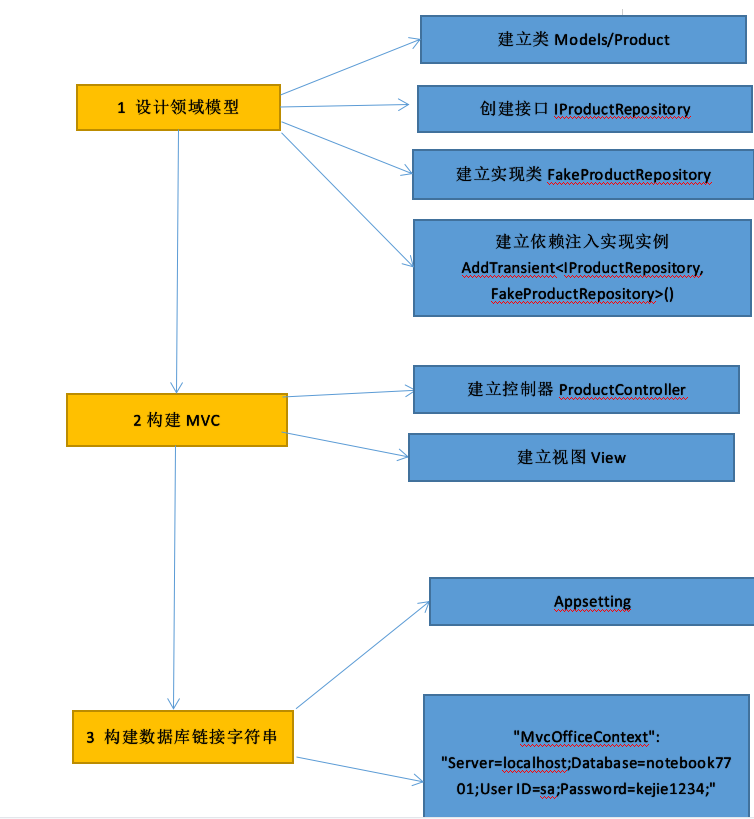 建立类 Models/Product
1 设计领域模型
创建接口 IProductRepository
建立实现类 FakeProductRepository
建立依赖注入实现实例
AddTransient<IProductRepository,
FakeProductRepository>()
2 构建 MVC
建立控制器 ProductController
建立视图 View
Appsetting
3 构建数据库链接字符串
"MvcOfficeContext":
"Server=localhost;Database=notebook77
01;User ID=sa;Password=kejie1234;"